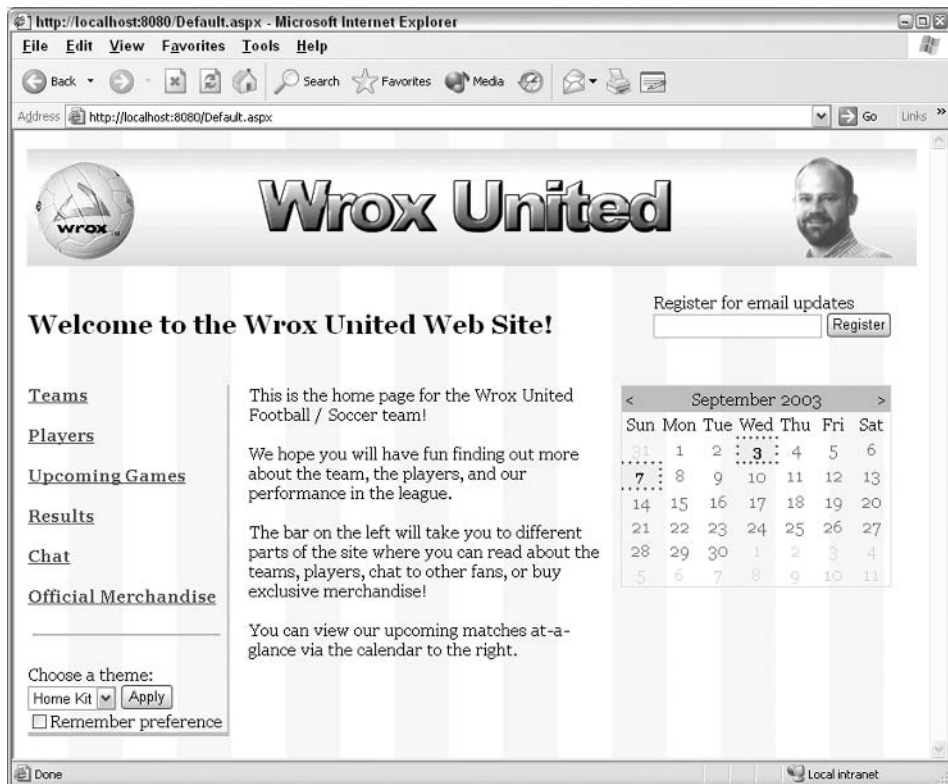 http://localhost:8080/Default.aspx - Microsoft Internet Explorer
File Edit View Favorites Tools Help
Back Search Favorites Media
Address http://localhost:8080/Default.aspx Go Links »
wrox
Wrox United
Register for email updates
Welcome to the Wrox United Web Site!
Register
Teams
Players
Upcoming Games
Results
Chat
Official Merchandise
Choose a theme:
Home Kit Apply
Remember preference
This is the home page for the Wrox United
Football / Soccer team!
We hope you will have fun finding out more
about the team, the players, and our
performance in the league.
The bar on the left will take you to different
parts of the site where you can read about the
teams, players, chat to other fans, or buy
exclusive merchandise!
You can view our upcoming matches at-a-
glance via the calendar to the right.
< September 2003 >
Sun Mon Tue Wed Thu Fri Sat
31 1 2 3 4 5 6
7 8 9 10 11 12 13
14 15 16 17 18 19 20
21 22 23 24 25 26 27
28 29 30 1 2 3 4
5 6 7 8 9 10 11
Done Local intranet